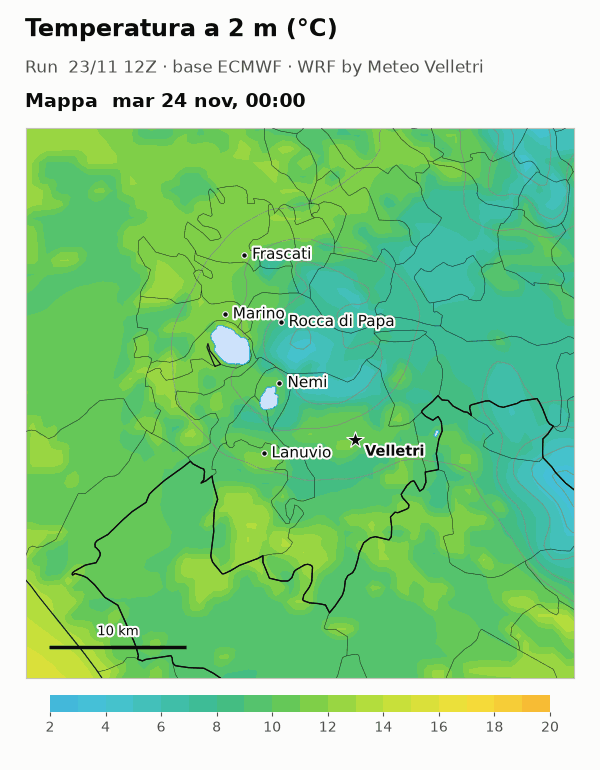 Temperatura a 2 m (°C)
Run  23/11 12Z · base ECMWF · WRF by Meteo Velletri
Mappa  mar 24 nov, 00:00
Frascati
Marino
Rocca di Papa
Nemi
Velletri
Lanuvio
10 km
2 4 6 8 10 12 14 16 18 20